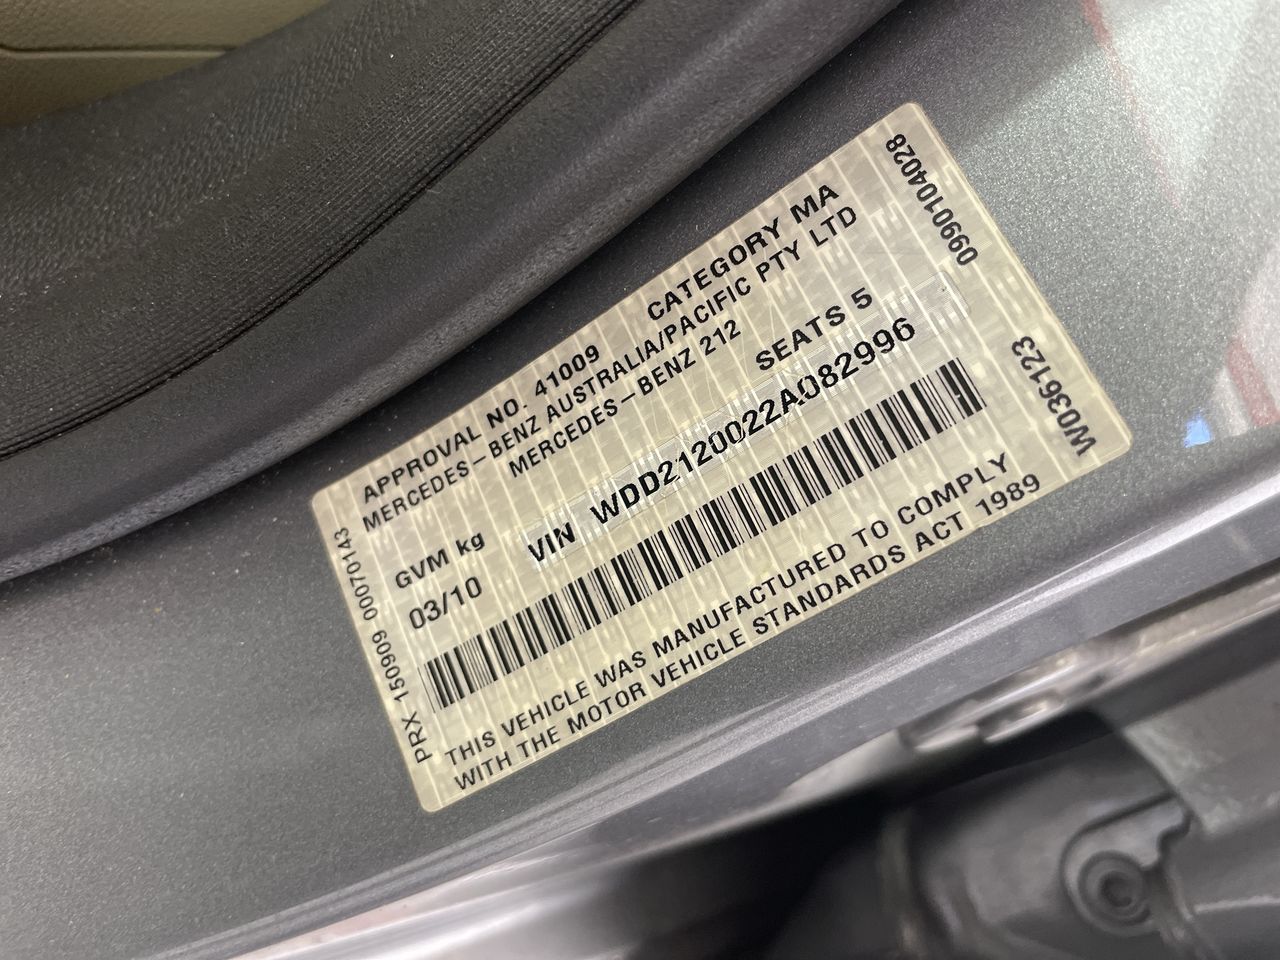 APPROVAL NO. 41009 CATEGORY MA
MERCEDES-BENZ AUSTRALIA/PACIFIC PTY LTD
MERCEDES-BENZ 212
GVM kg SEATS 5
03/10 VIN WDD2120022A082996
THIS VEHICLE WAS MANUFACTURED TO COMPLY
WITH THE MOTOR VEHICLE STANDARDS ACT 1989
PRX 150909 00070143
0990104028
W036123